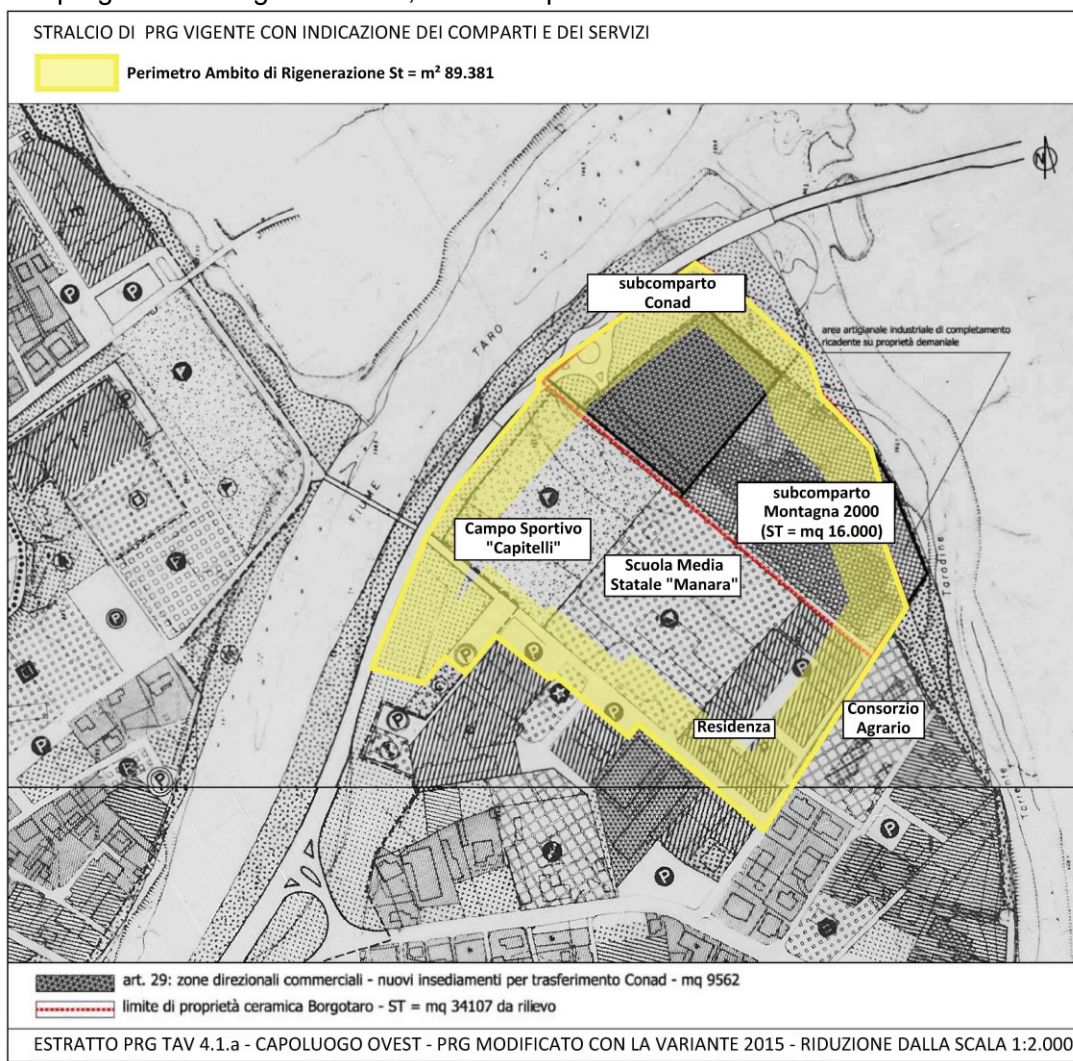 STRALCIO DI PRG VIGENTE CON INDICAZIONE DEI COMPARTI E DEI SERVIZI
Perimetro Ambito di Rigenerazione St = m² 89.381
N
subcomparto
Conad
area artigianale industriale di completamento
ricadente su proprietà demaniale
TARO
FIUME
subcomparto
Montagna 2000
(ST = mq 16.000)
Campo Sportivo
"Capitelli"
Scuola Media
Statale "Manara"
Tarodine
Residenza
Consorzio
Agrario
P
P
P
P
P
P
P
P
P
P
art. 29: zone direzionali commerciali - nuovi insediamenti per trasferimento Conad - mq 9562
limite di proprietà ceramica Borgotaro - ST = mq 34107 da rilievo
ESTRATTO PRG TAV 4.1.a - CAPOLUOGO OVEST - PRG MODIFICATO CON LA VARIANTE 2015 - RIDUZIONE DALLA SCALA 1:2.000